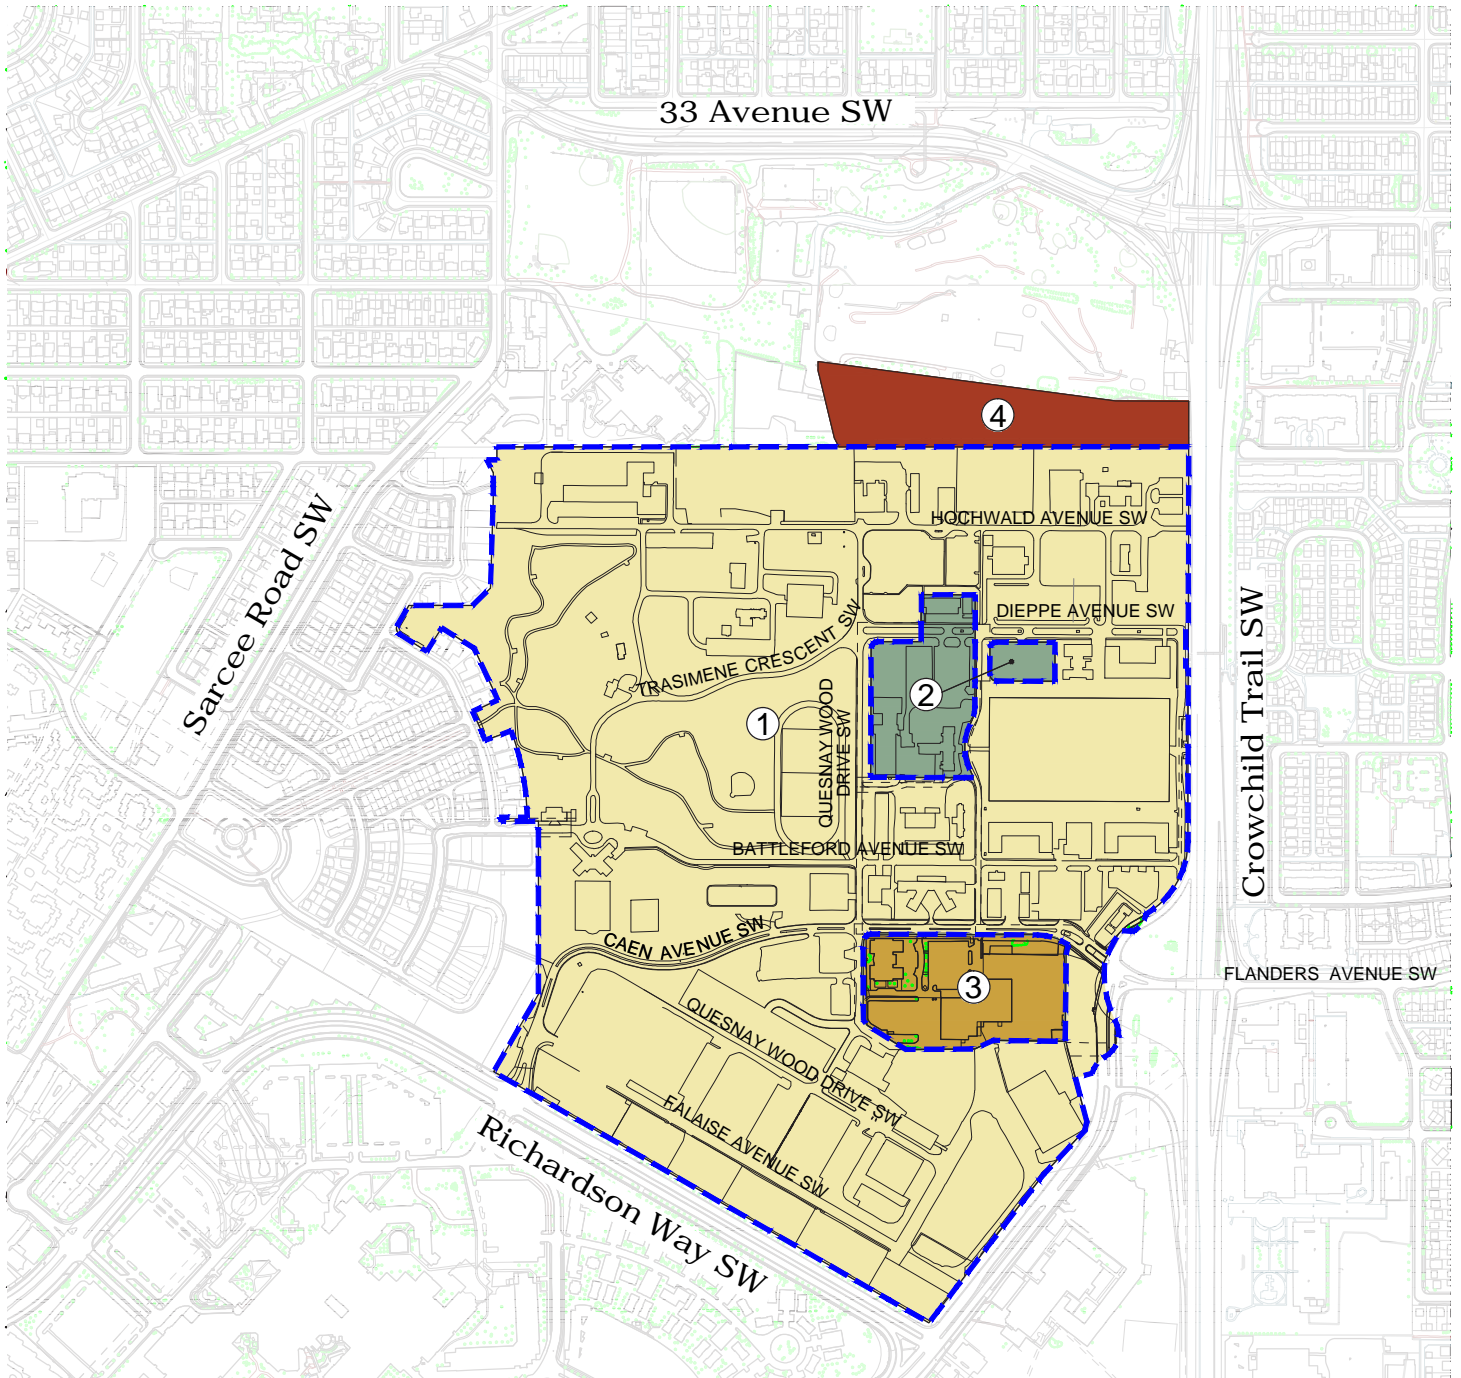 33 Avenue SW
4
HOCHWALD AVENUE SW
Sarcee Road SW
DIEPPE AVENUE SW
TRASIMENE CRESCENT SW
2
1
QUESNAY WOOD
DRIVE SW
Crowchild Trail SW
BATTLEFORD AVENUE SW
CAEN AVENUE SW
FLANDERS AVENUE SW
3
QUESNAY WOOD DRIVE SW
FALAISE AVENUE SW
Richardson Way SW